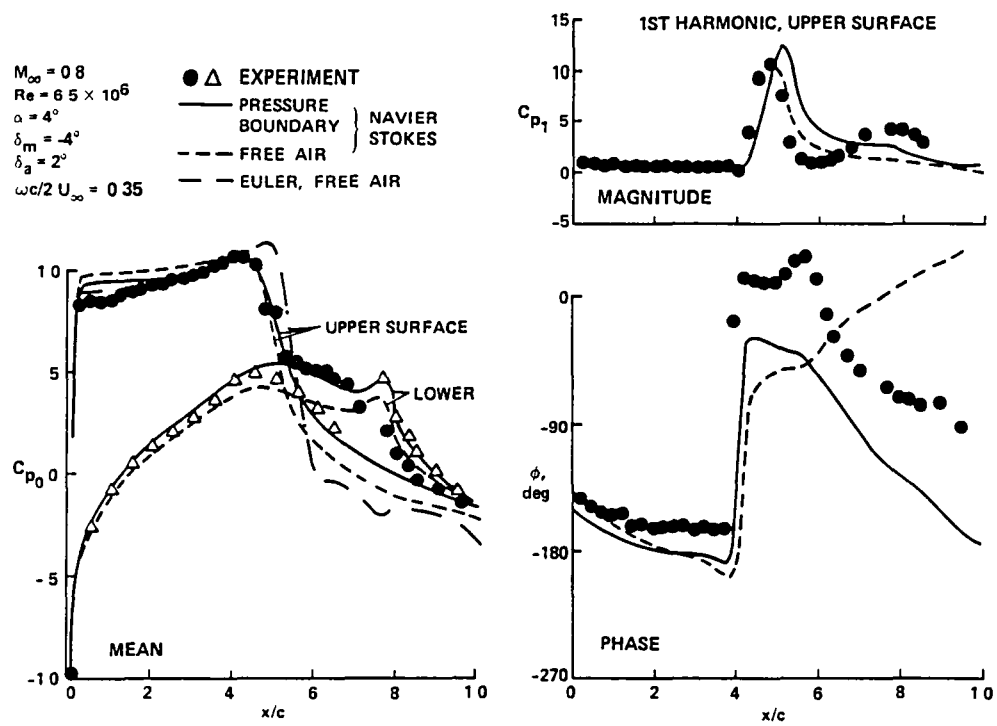 M∞ = 0 8
Re = 6 5 × 10⁶
α = 4°
δm = -4°
δa = 2°
ωc/2 U∞ = 0 35
EXPERIMENT
PRESSURE
BOUNDARY
NAVIER
STOKES
FREE AIR
EULER, FREE AIR
1 0
5
Cp0
0
- 5
-1 0
UPPER SURFACE
LOWER
MEAN
0 2 4 6 8 1 0
x/c
1ST HARMONIC, UPPER SURFACE
15
10
Cp1
5
0
-5
MAGNITUDE
0
-90
φ,
deg
-180
-270
PHASE
0 2 4 6 8 1 0
x/c